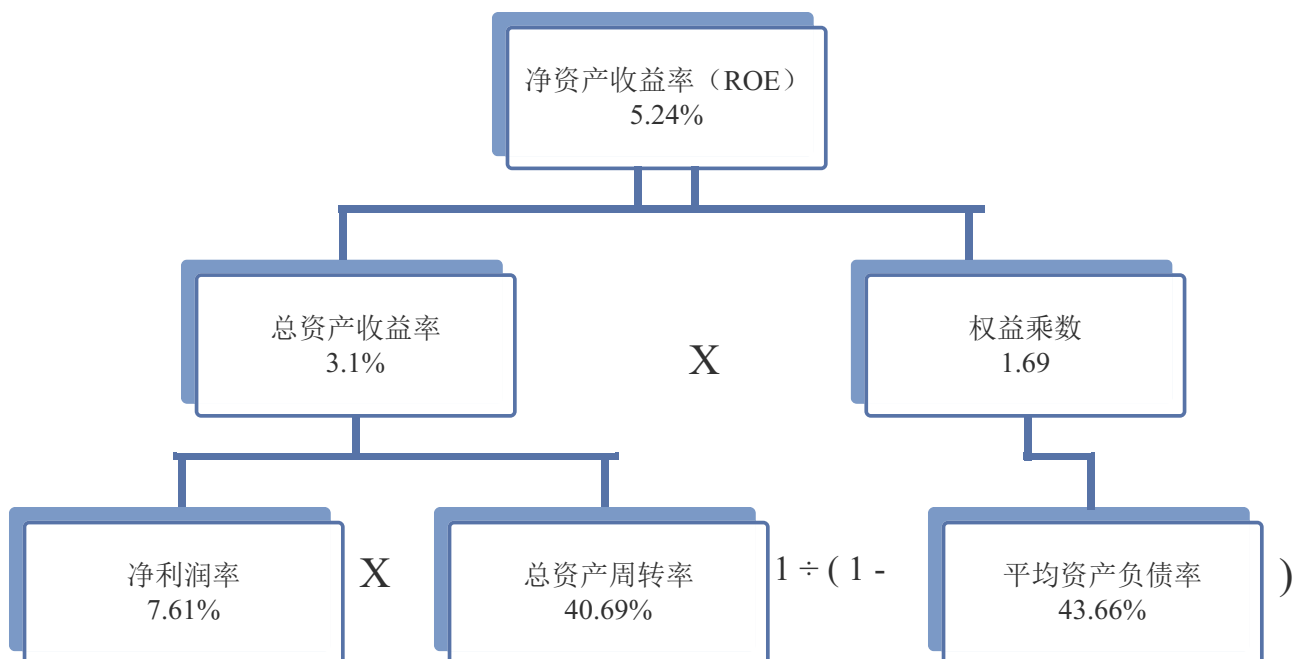 净资产收益率（ROE）
5.24%
总资产收益率
3.1%
X
权益乘数
1.69
净利润率
7.61%
X
总资产周转率
40.69%
1 ÷ ( 1 -
平均资产负债率
43.66%
)